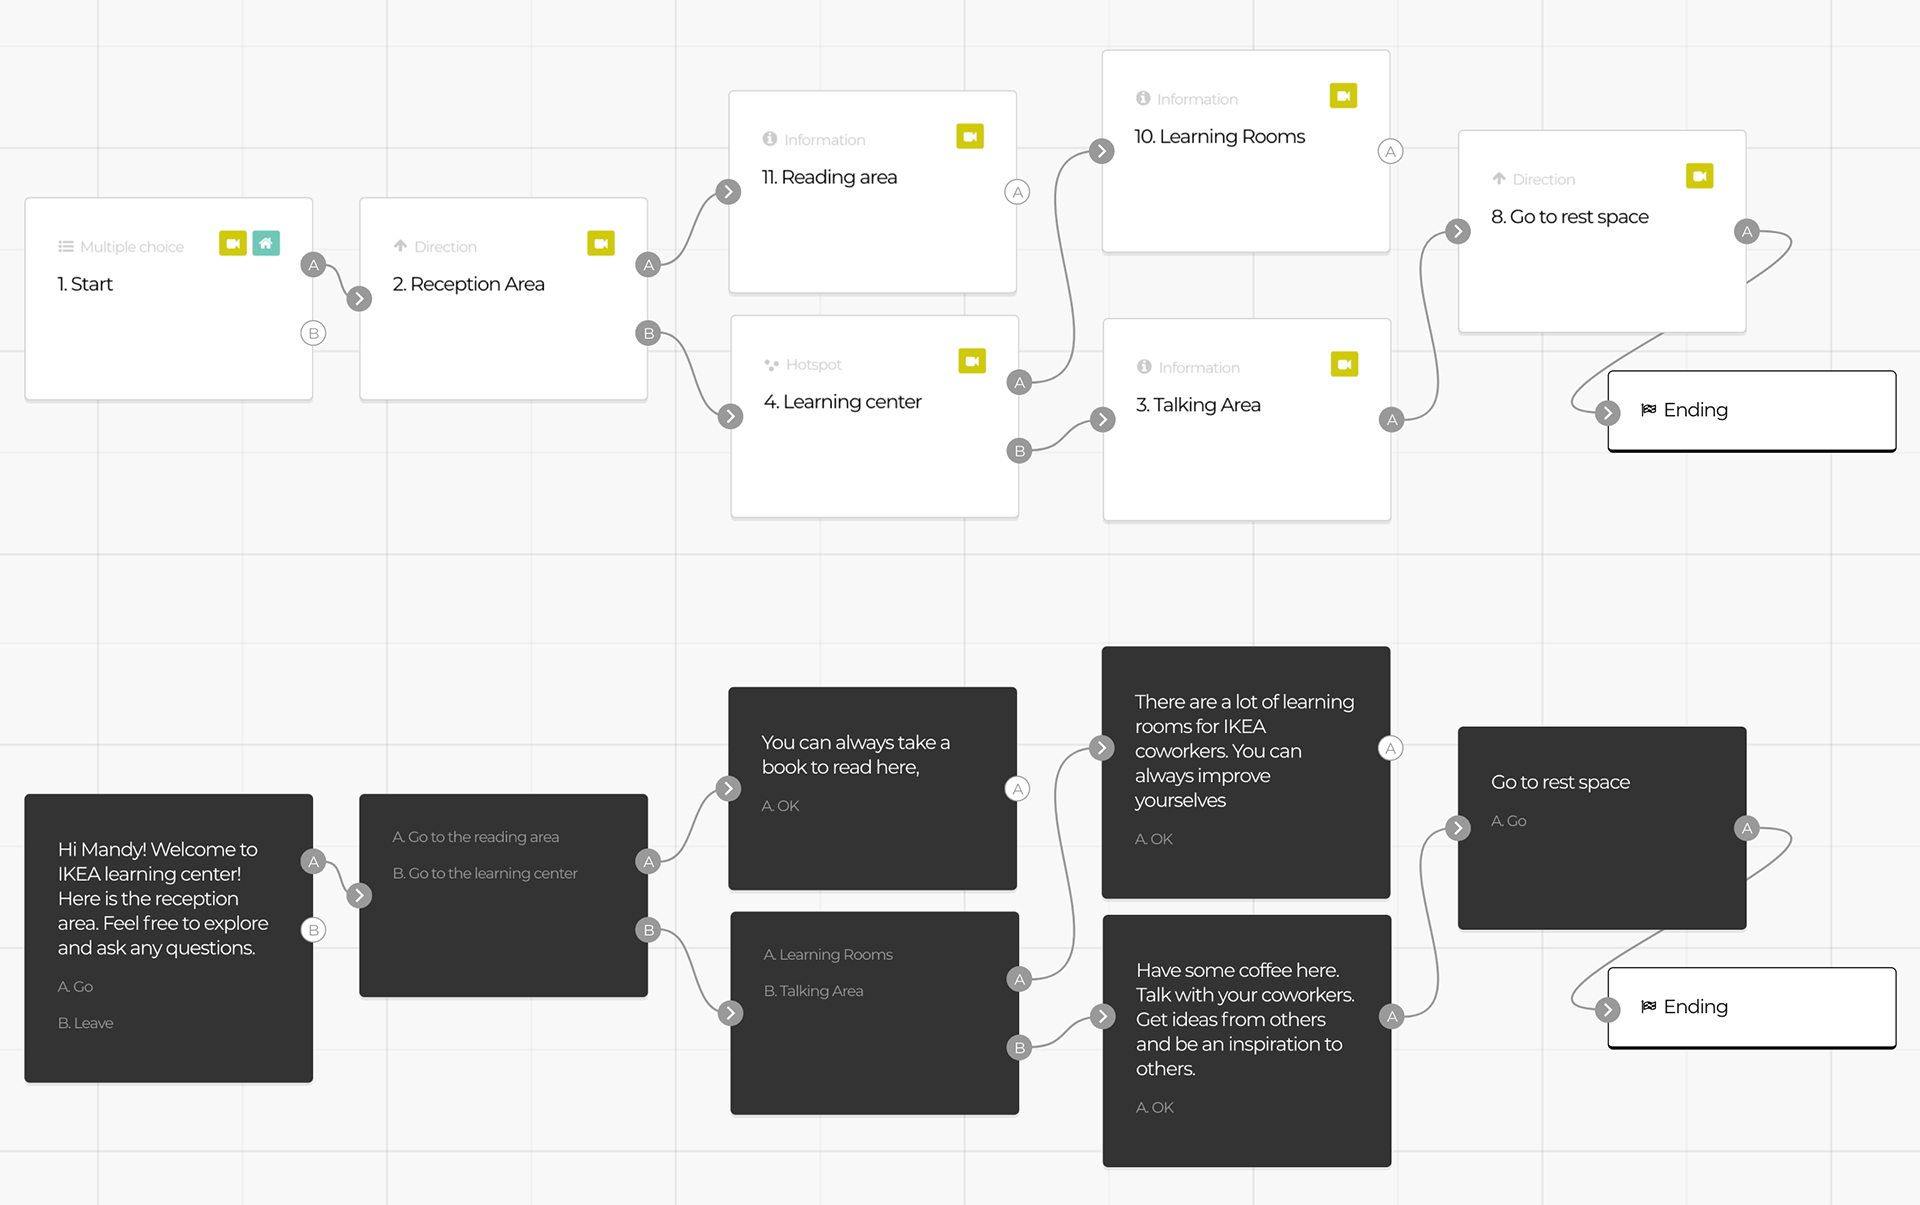 Multiple choice
1. Start
A
B
Direction
2. Reception Area
A
B
Information
11. Reading area
A
Hotspot
4. Learning center
A
B
Information
10. Learning Rooms
A
Information
3. Talking Area
A
Direction
8. Go to rest space
A
Ending
Hi Mandy! Welcome to
IKEA learning center!
Here is the reception
area. Feel free to explore
and ask any questions.
A. Go
B. Leave
A
B
A. Go to the reading area
B. Go to the learning center
A
B
You can always take a
book to read here,
A. OK
A
A. Learning Rooms
B. Talking Area
A
B
There are a lot of learning
rooms for IKEA
coworkers. You can
always improve
yourselves
A. OK
A
Have some coffee here.
Talk with your coworkers.
Get ideas from others
and be an inspiration to
others.
A. OK
A
Go to rest space
A. Go
A
Ending